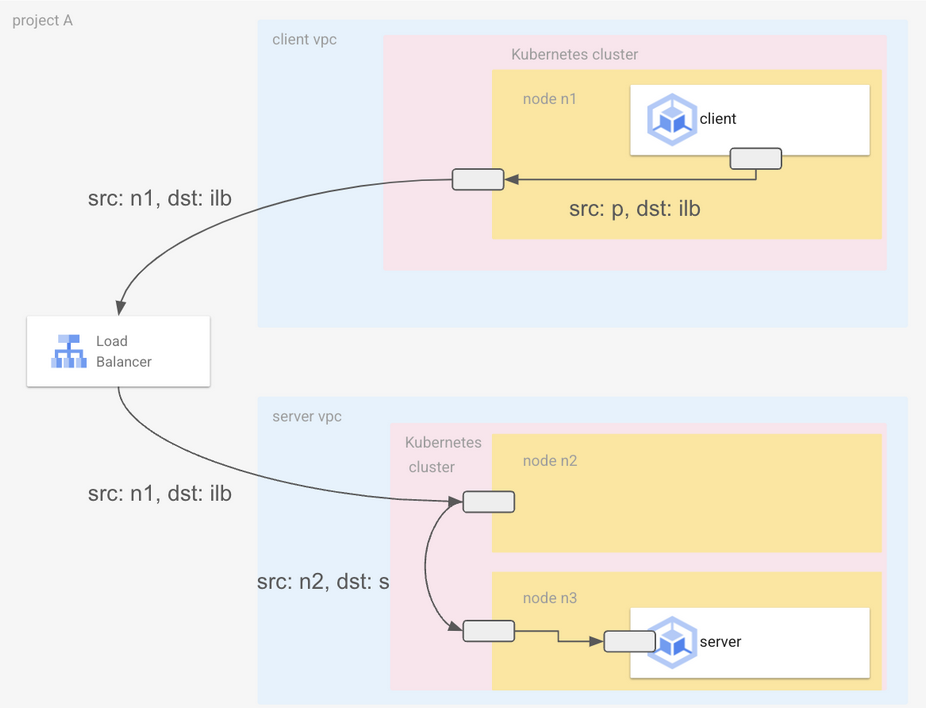 project A
client vpc
Kubernetes cluster
node n1
client
src: n1, dst: ilb
src: p, dst: ilb
Load
Balancer
server vpc
Kubernetes
cluster
node n2
src: n1, dst: ilb
src: n2, dst: s
node n3
server